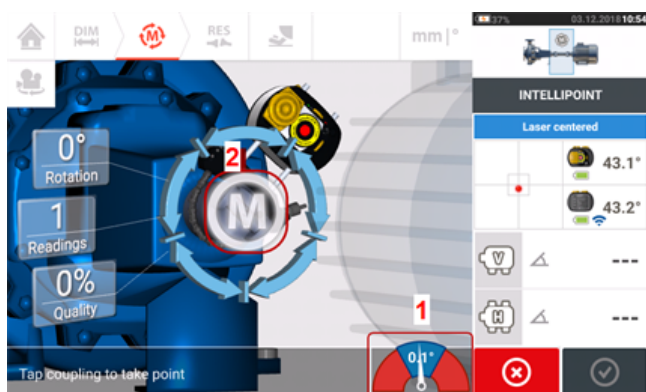 DIM
M
RES
mm|°
37%
03.12.2018 10:54
INTELLIPOINT
Laser centered
43.1°
43.2°
V
---
H
---
0°
Rotation
1
Readings
0%
Quality
2
M
1
0.1°
Tap coupling to take point